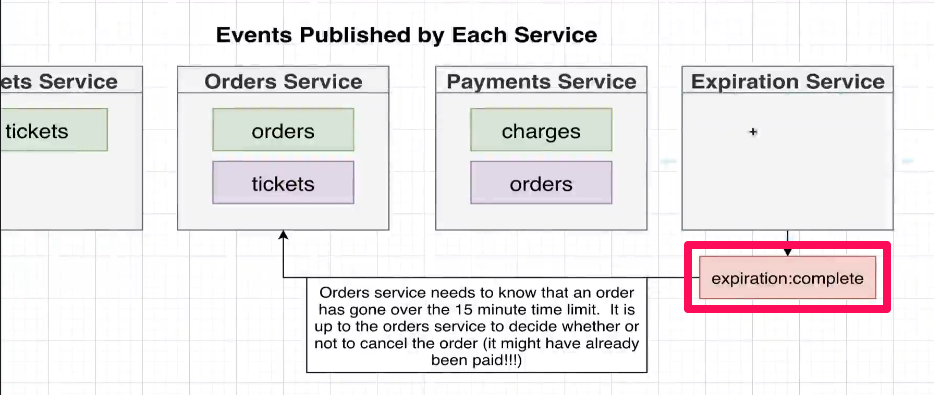 Events Published by Each Service
ets Service
Orders Service
Payments Service
Expiration Service
tickets
orders
charges
tickets
orders
expiration:complete
Orders service needs to know that an order
has gone over the 15 minute time limit. It is
up to the orders service to decide whether or
not to cancel the order (it might have already
been paid!!!)